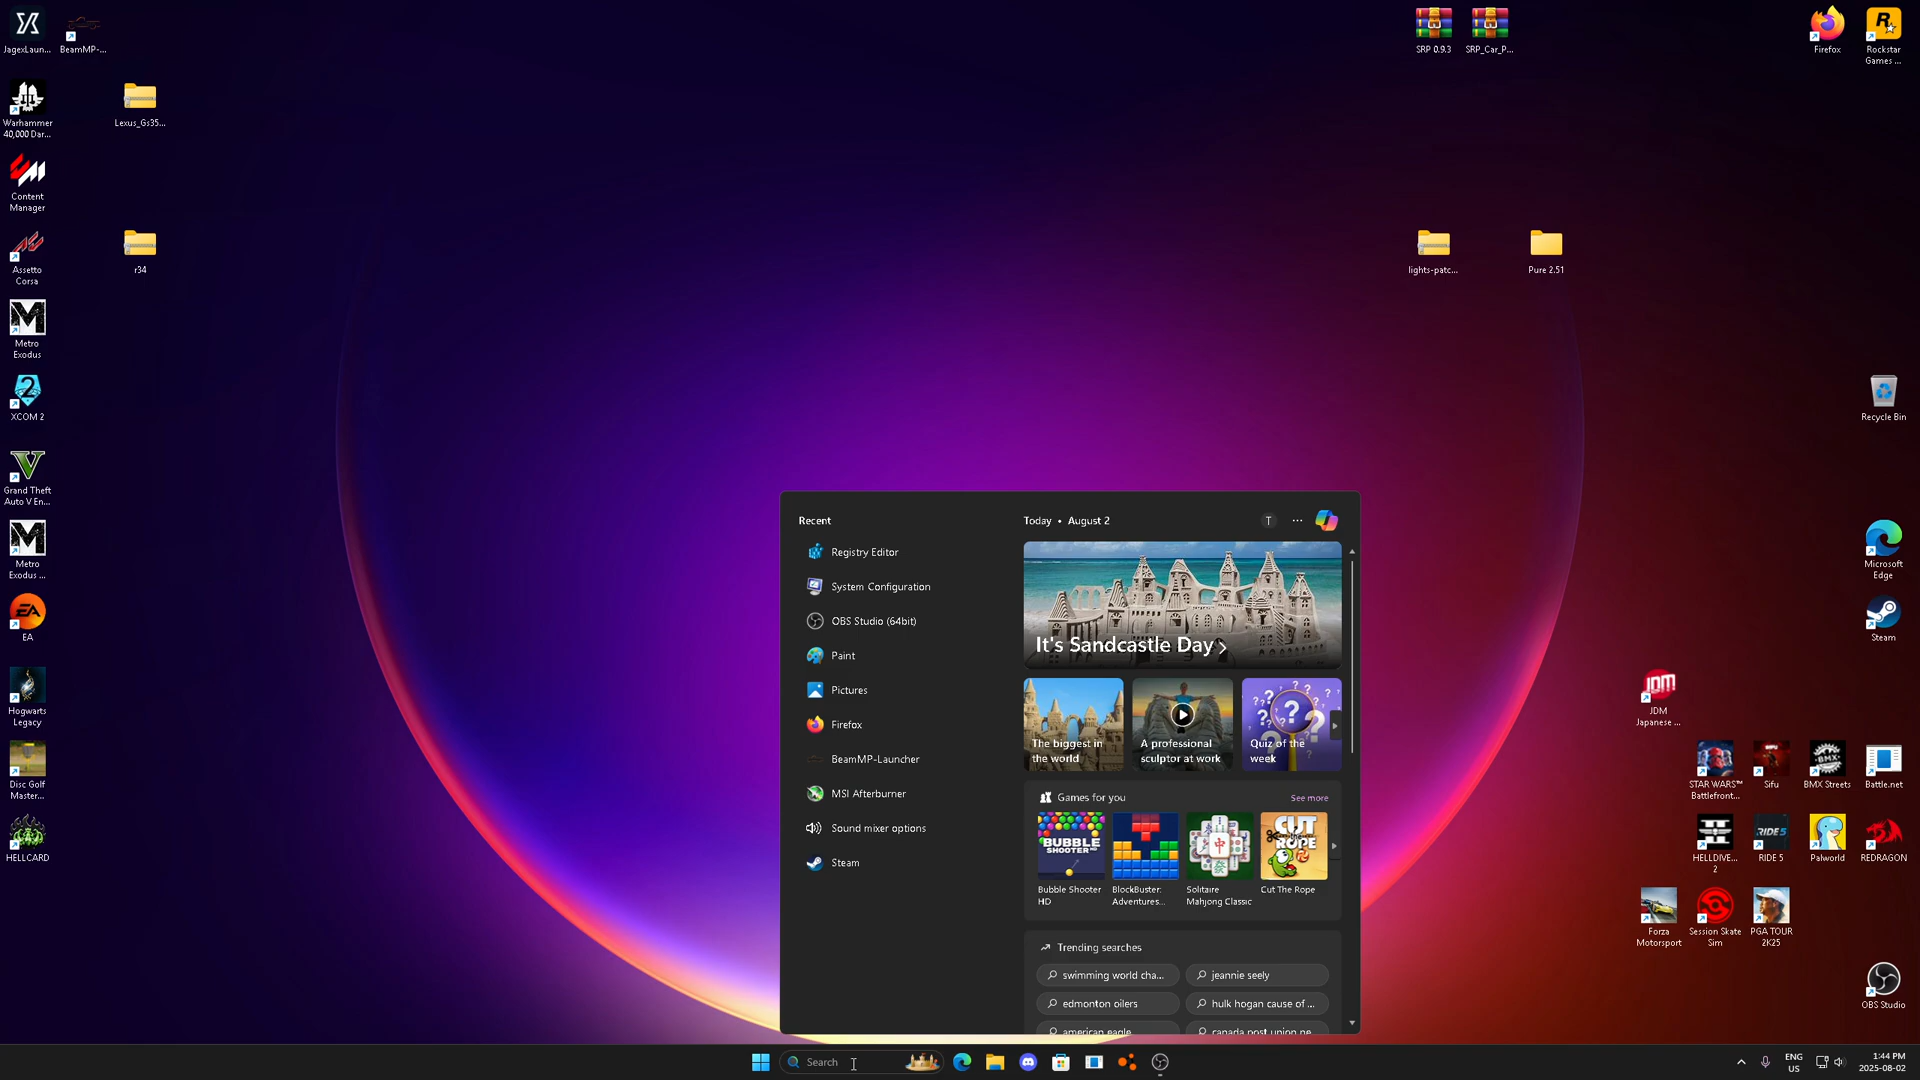 JagexLaun...
BeamMP-...
SRP 0.9.3
SRP_Car_P...
Firefox
Rockstar
Games ...
Warhammer
40,000 Dar...
Lexus_Gs35...
Content
Manager
Assetto
Corsa
r34
lights-patc...
Pure 2.51
Metro
Exodus
XCOM 2
Recycle Bin
Grand Theft
Auto V En...
Metro
Exodus ...
Microsoft
Edge
EA
Steam
Hogwarts
Legacy
JDM
Japanese ...
Disc Golf
Master...
STAR WARS™
Battlefront...
Sifu
BMX Streets
Battle.net
HELLCARD
HELLDIVE...
2
RIDE 5
Palworld
REDRAGON
Forza
Motorsport
Session Skate
Sim
PGA TOUR
2K25
OBS Studio
Recent
Registry Editor
System Configuration
OBS Studio (64bit)
Paint
Pictures
Firefox
BeamMP-Launcher
MSI Afterburner
Sound mixer options
Steam
Today • August 2
T
It's Sandcastle Day
The biggest in
the world
A professional
sculptor at work
Quiz of the
week
Games for you
See more
BUBBLE
SHOOTER
CUT
THE
ROPE
Bubble Shooter
HD
BlockBuster:
Adventures...
Solitaire
Mahjong Classic
Cut The Rope
Trending searches
swimming world cha...
jeannie seely
edmonton oilers
hulk hogan cause of ...
american eagle
canada post union ne...
Search
ENG
US
1:44 PM
2025-08-02